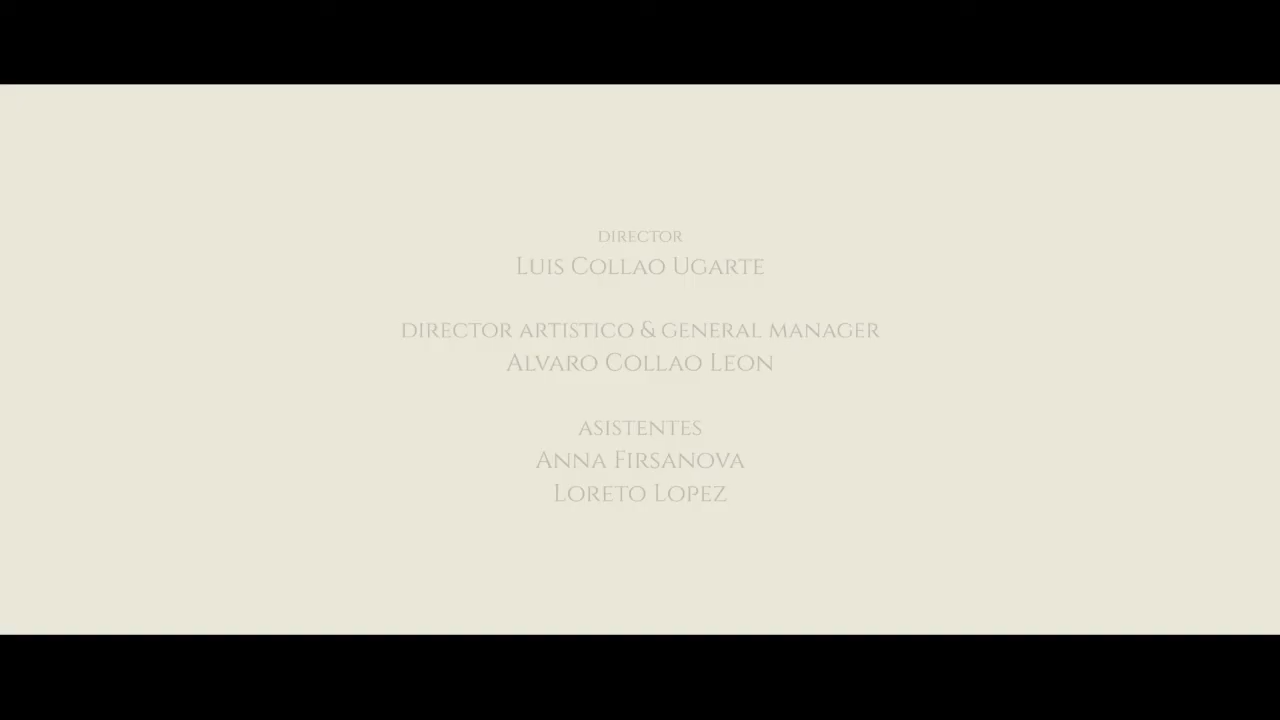 DIRECTOR
LUIS COLLAO UGARTE
DIRECTOR ARTISTICO & GENERAL MANAGER
ALVARO COLLAO LEON
ASISTENTES
ANNA FIRSANOVA
LORETO LOPEZ